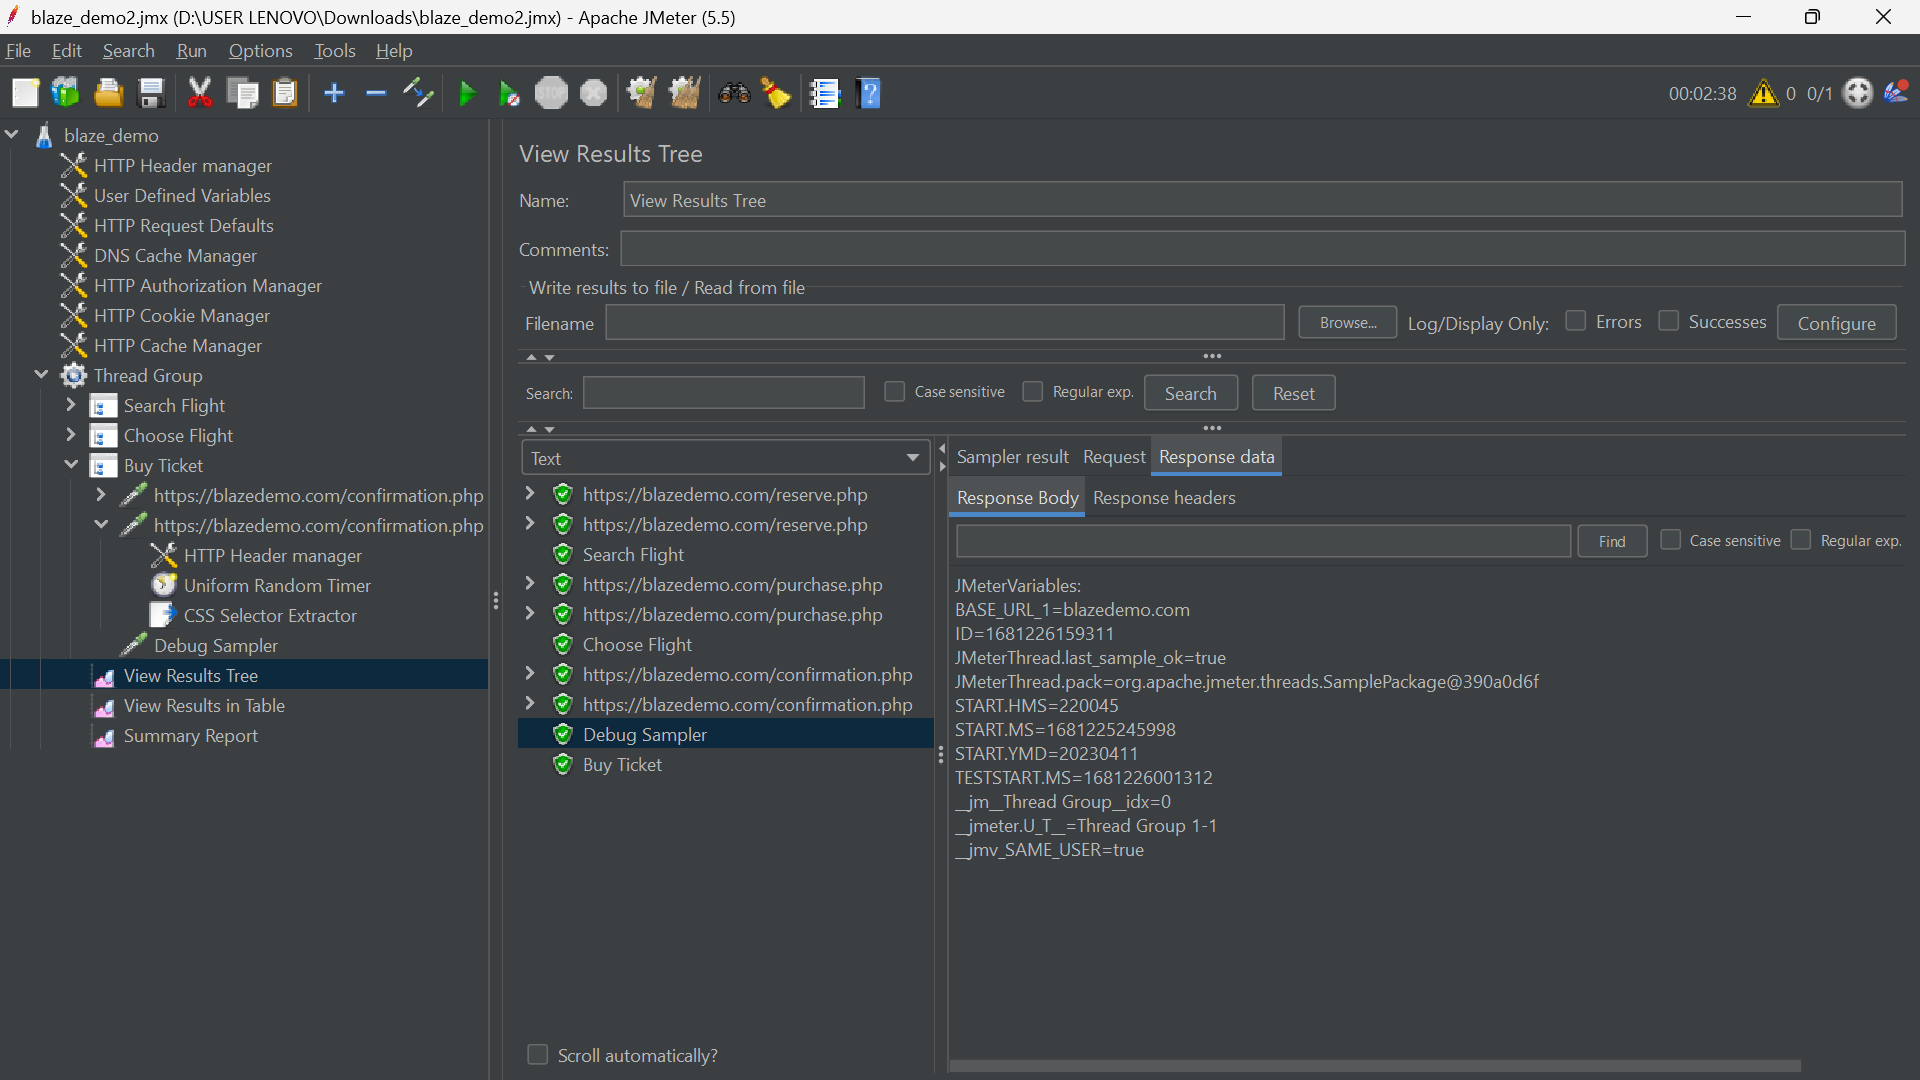 blaze_demo2.jmx (D:\USER LENOVO\Downloads\blaze_demo2.jmx) - Apache JMeter (5.5)
File Edit Search Run Options Tools Help
STOP
00:02:38 0 0/1
blaze_demo
HTTP Header manager
User Defined Variables
HTTP Request Defaults
DNS Cache Manager
HTTP Authorization Manager
HTTP Cookie Manager
HTTP Cache Manager
Thread Group
Search Flight
Choose Flight
Buy Ticket
https://blazedemo.com/confirmation.php
https://blazedemo.com/confirmation.php
HTTP Header manager
Uniform Random Timer
CSS Selector Extractor
Debug Sampler
View Results Tree
View Results in Table
Summary Report
View Results Tree
Name: View Results Tree
Comments:
Write results to file / Read from file
Filename Browse... Log/Display Only: Errors Successes Configure
Search: Case sensitive Regular exp. Search Reset
Text
https://blazedemo.com/reserve.php
https://blazedemo.com/reserve.php
Search Flight
https://blazedemo.com/purchase.php
https://blazedemo.com/purchase.php
Choose Flight
https://blazedemo.com/confirmation.php
https://blazedemo.com/confirmation.php
Debug Sampler
Buy Ticket
Scroll automatically?
Sampler result Request Response data
Response Body Response headers
Find Case sensitive Regular exp.
JMeterVariables:
BASE_URL_1=blazedemo.com
ID=1681226159311
JMeterThread.last_sample_ok=true
JMeterThread.pack=org.apache.jmeter.threads.SamplePackage@390a0d6f
START.HMS=220045
START.MS=1681225245998
START.YMD=20230411
TESTSTART.MS=1681226001312
__jm__Thread Group__idx=0
__jmeter.U_T__=Thread Group 1-1
__jmv_SAME_USER=true